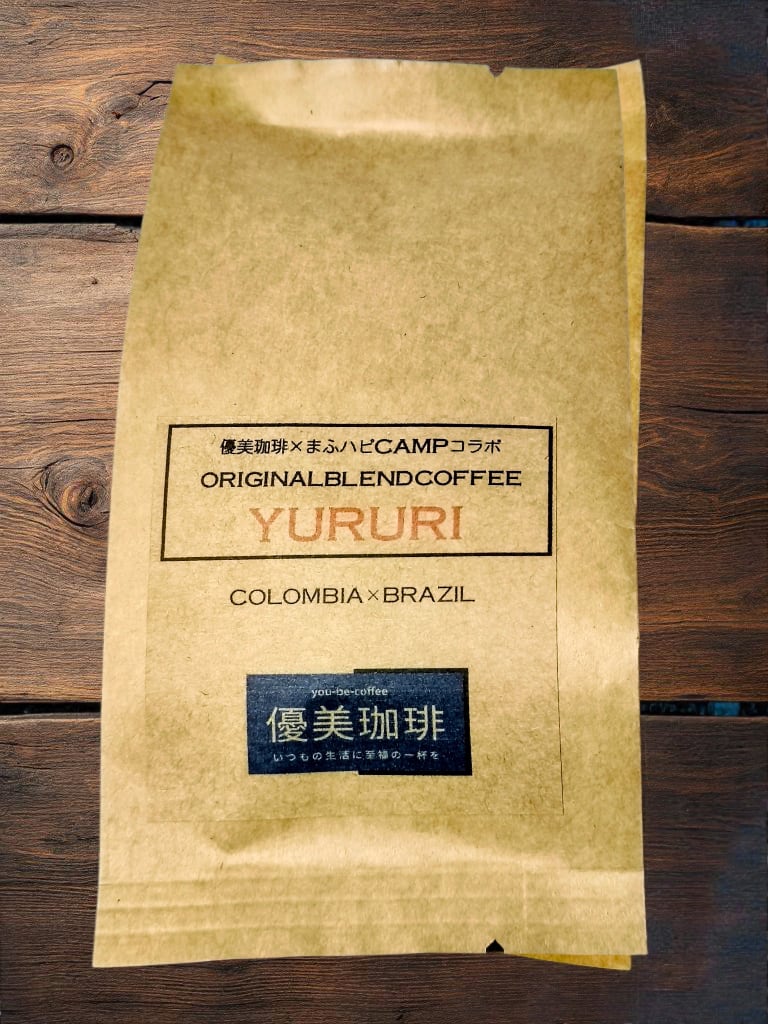 優美珈琲×まふハピCAMPコラボ
ORIGINALBLENDCOFFEE
YURURI
COLOMBIA×BRAZIL
you-be-coffee
優美珈琲
いつもの生活に至福の一杯を